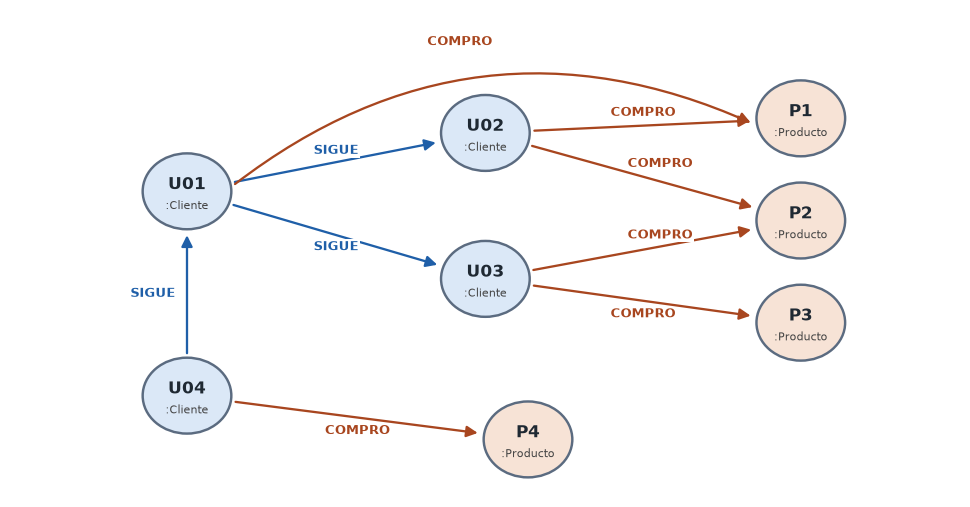 COMPRO
P1
:Producto
COMPRO
U02
:Cliente
SIGUE
COMPRO
U01
:Cliente
P2
:Producto
COMPRO
SIGUE
U03
:Cliente
SIGUE
COMPRO
P3
:Producto
U04
:Cliente
COMPRO
P4
:Producto